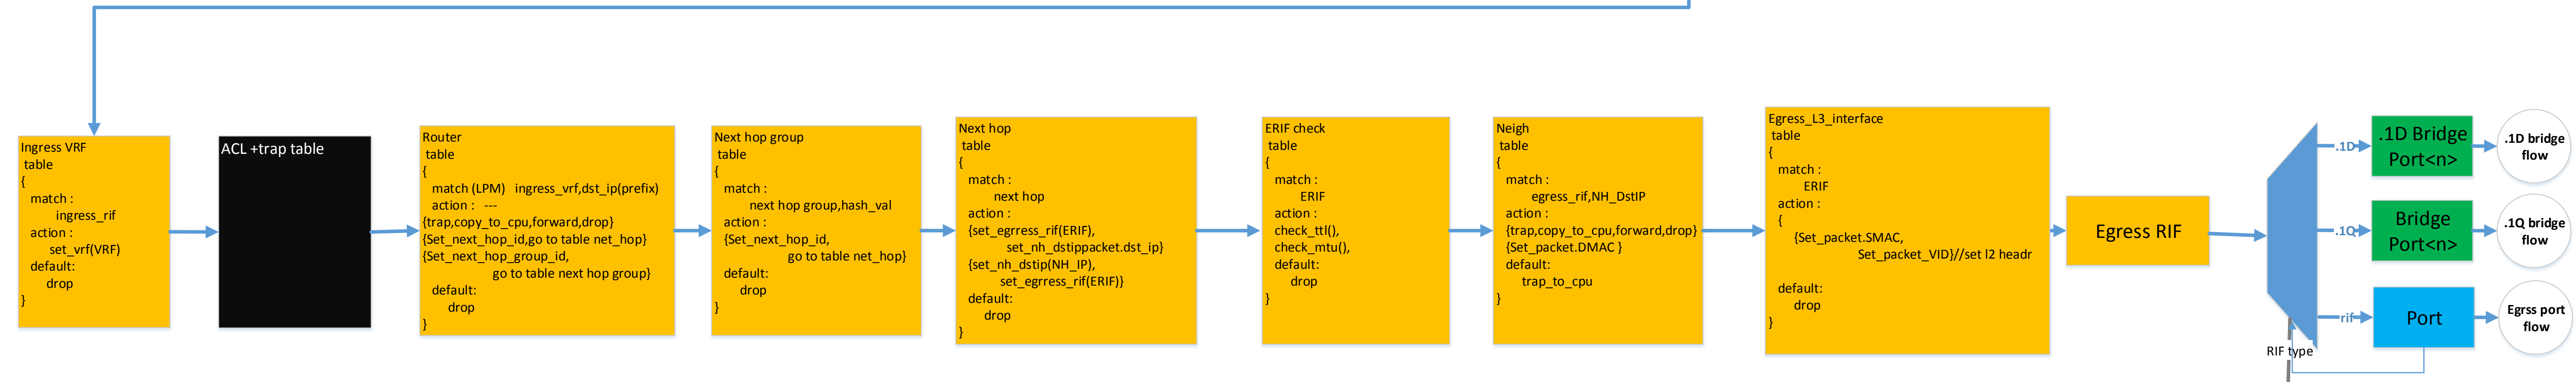 Ingress VRF
table
{
match :
ingress_rif
action :
set_vrf(VRF)
default:
drop
}
ACL +trap table
Router
table
{
match (LPM)   ingress_vrf,dst_ip(prefix)
action :   ---
{trap,copy_to_cpu,forward,drop}
{Set_next_hop_id,go to table net_hop}
{Set_next_hop_group_id,
go to table next hop group}
default:
drop
}
Next hop group
table
{
match :
next hop group,hash_val
action :
{Set_next_hop_id,
go to table net_hop}
default:
drop
}
Next hop
table
{
match :
next hop
action :
{set_egrress_rif(ERIF),
set_nh_dstippacket.dst_ip}
{set_nh_dstip(NH_IP),
set_egrress_rif(ERIF)}
default:
drop
}
ERIF check
table
{
match :
ERIF
action :
check_ttl(),
check_mtu(),
default:
drop
}
Neigh
table
{
match :
egress_rif,NH_DstIP
action :
{trap,copy_to_cpu,forward,drop}
{Set_packet.DMAC }
default:
trap_to_cpu
}
Egress_L3_interface
table
{
match :
ERIF
action :
{
{Set_packet.SMAC,
Set_packet_VID}//set l2 headr
default:
drop
}
Egress RIF
RIF type
.1D
.1D Bridge
Port<n>
.1D bridge
flow
.1Q
Bridge
Port<n>
.1Q bridge
flow
rif
Port
Egrss port
flow